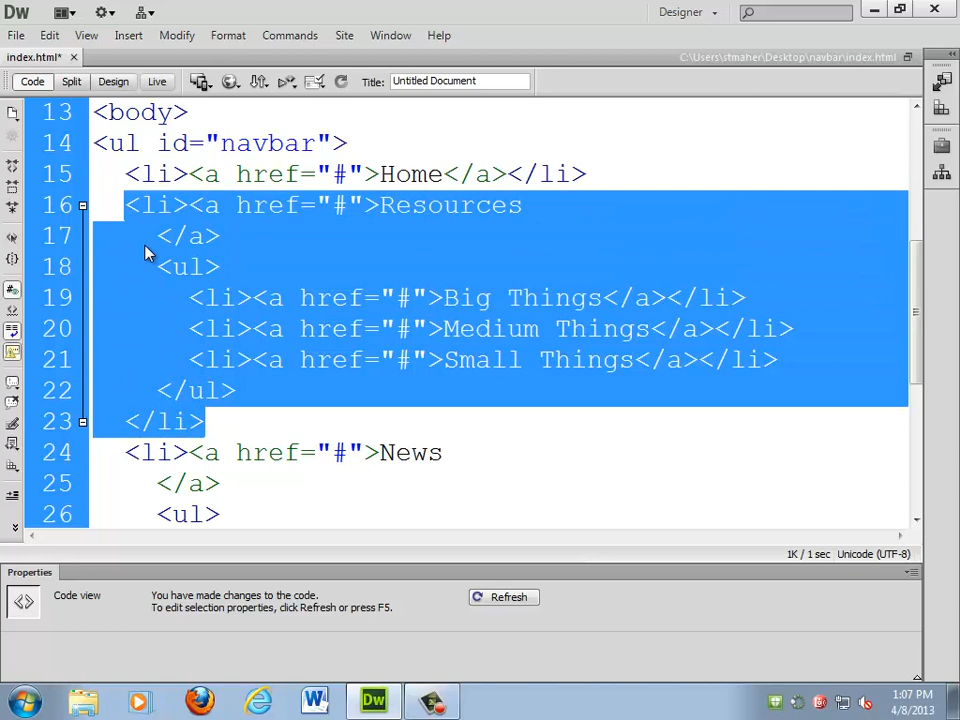 Dw
Designer
File Edit View Insert Modify Format Commands Site Window Help
index.html* C:\Users\stmaher\Desktop\navbar\index.html
Code Split Design Live Title: Untitled Document
13 <body>
14 <ul id="navbar">
15 <li><a href="#">Home</a></li>
16 <li><a href="#">Resources
17 </a>
18 <ul>
19 <li><a href="#">Big Things</a></li>
20 <li><a href="#">Medium Things</a></li>
21 <li><a href="#">Small Things</a></li>
22 </ul>
23 </li>
24 <li><a href="#">News
25 </a>
26 <ul>
1K / 1 sec Unicode (UTF-8)
Properties
Code view You have made changes to the code. Refresh
To edit selection properties, click Refresh or press F5.
W Dw
1:07 PM
4/8/2013